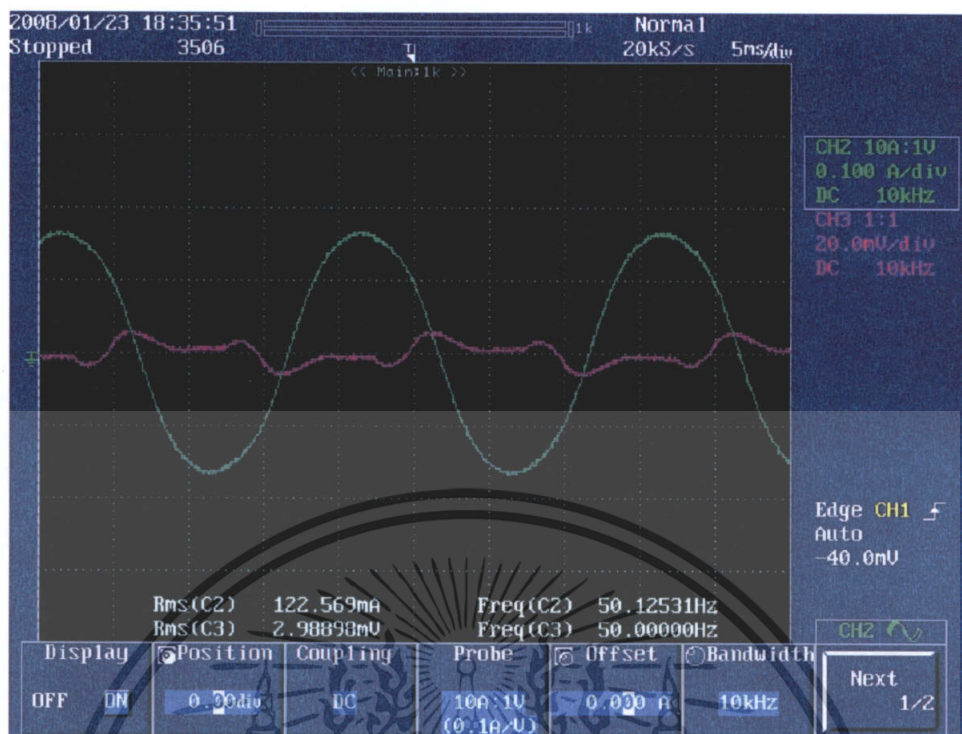 2008/01/23 18:35:51
Normal
Stopped 3506
1k
20kS/s 5ms/div
<< Main:1k >>
CH2 10A:1V
0.100 A/div
DC 10kHz
CH3 1:1
20.0mV/div
DC 10kHz
Edge CH1
Auto
-40.0mV
Rms(C2) 122.569mA Freq(C2) 50.12531Hz
Rms(C3) 2.98898mV Freq(C3) 50.00000Hz
CH2
Display Position Coupling Probe Offset Bandwidth
Next
1/2
OFF ON 0.00div DC 10A:1V 0.000 A 10kHz
(0.1A/V)